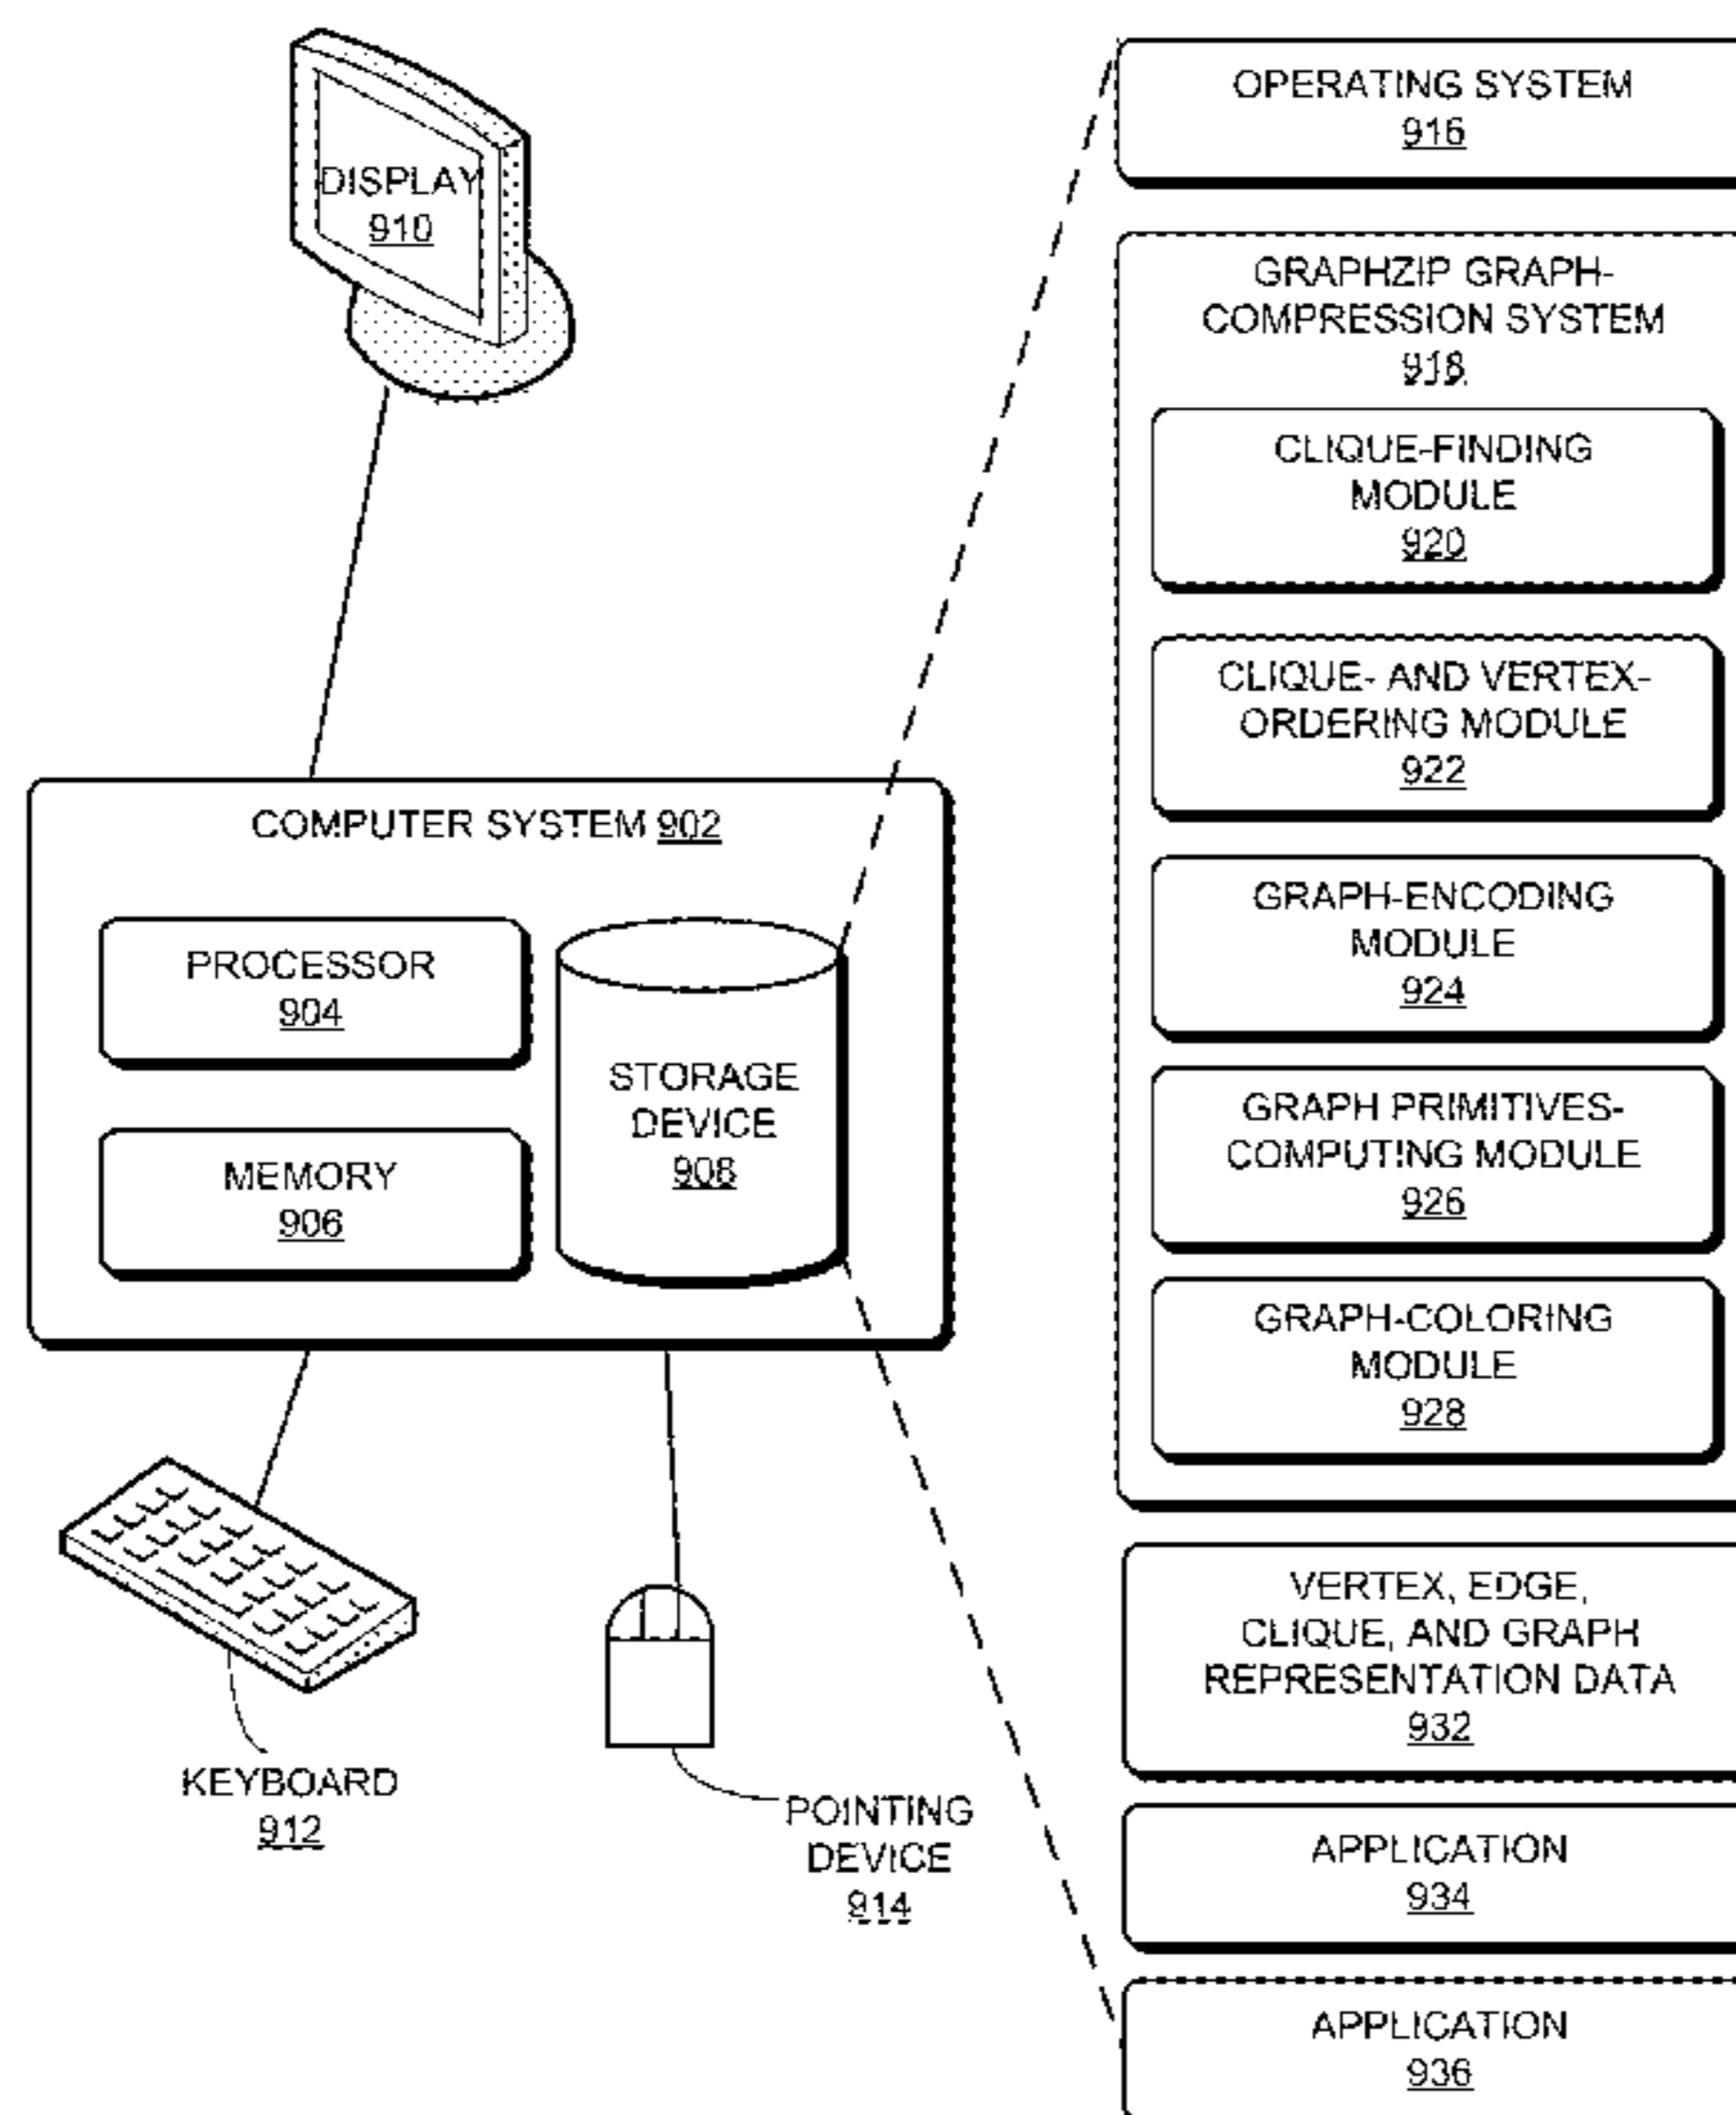 DISPLAY
910
COMPUTER SYSTEM 902
PROCESSOR
904
MEMORY
906
STORAGE
DEVICE
908
KEYBOARD
912
POINTING
DEVICE
914
OPERATING SYSTEM
916
GRAPHZIP GRAPH-
COMPRESSION SYSTEM
918
CLIQUE-FINDING
MODULE
920
CLIQUE- AND VERTEX-
ORDERING MODULE
922
GRAPH-ENCODING
MODULE
924
GRAPH PRIMITIVES-
COMPUTING MODULE
926
GRAPH-COLORING
MODULE
928
VERTEX, EDGE,
CLIQUE, AND GRAPH
REPRESENTATION DATA
932
APPLICATION
934
APPLICATION
936